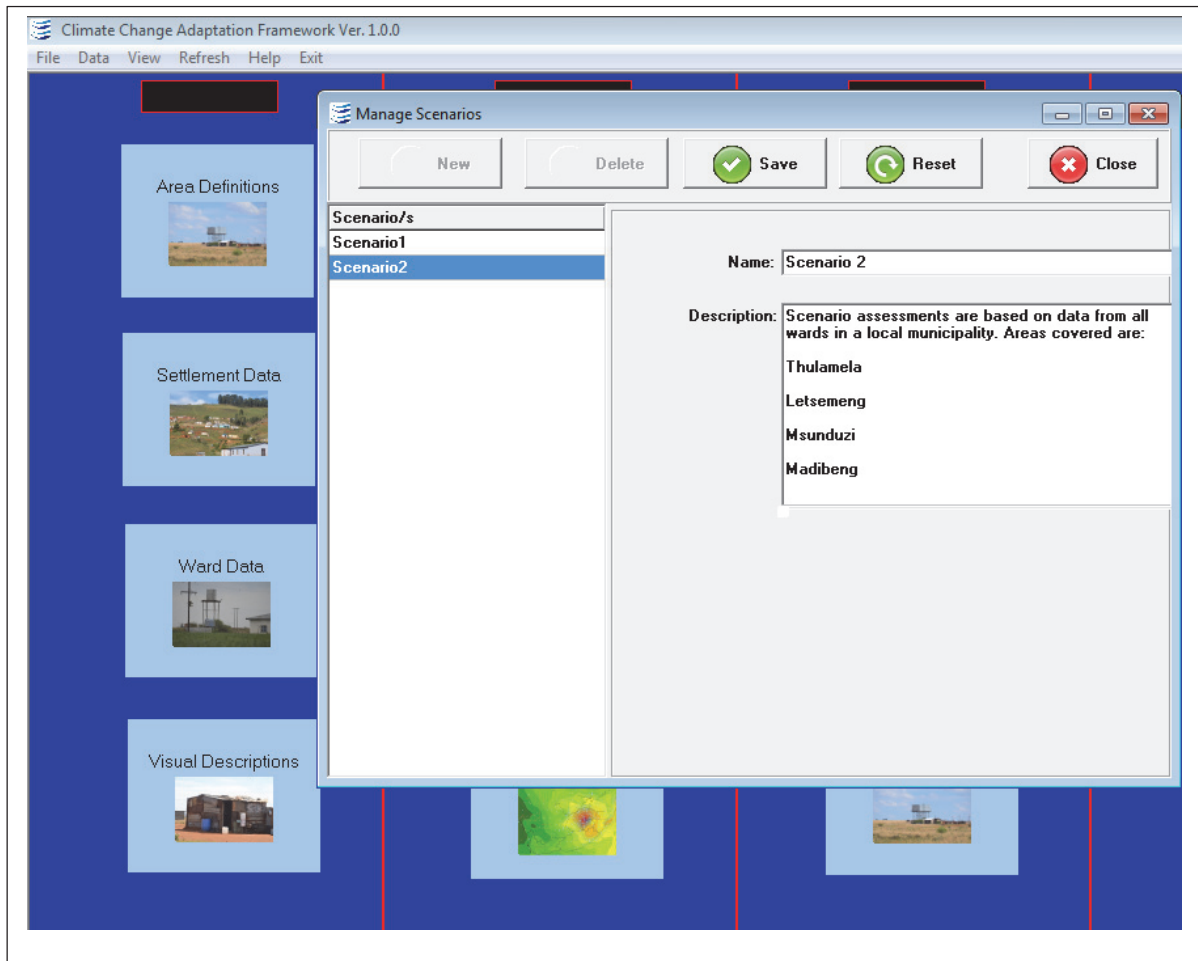 Climate Change Adaptation Framework Ver. 1.0.0
File Data View Refresh Help Exit
Manage Scenarios
New Delete Save Reset Close
Area Definitions
Settlement Data
Ward Data
Visual Descriptions
Scenario/s
Scenario1
Scenario2
Name: Scenario 2
Description: Scenario assessments are based on data from all
wards in a local municipality. Areas covered are:
Thulamela
Letsemeng
Msunduzi
Madibeng